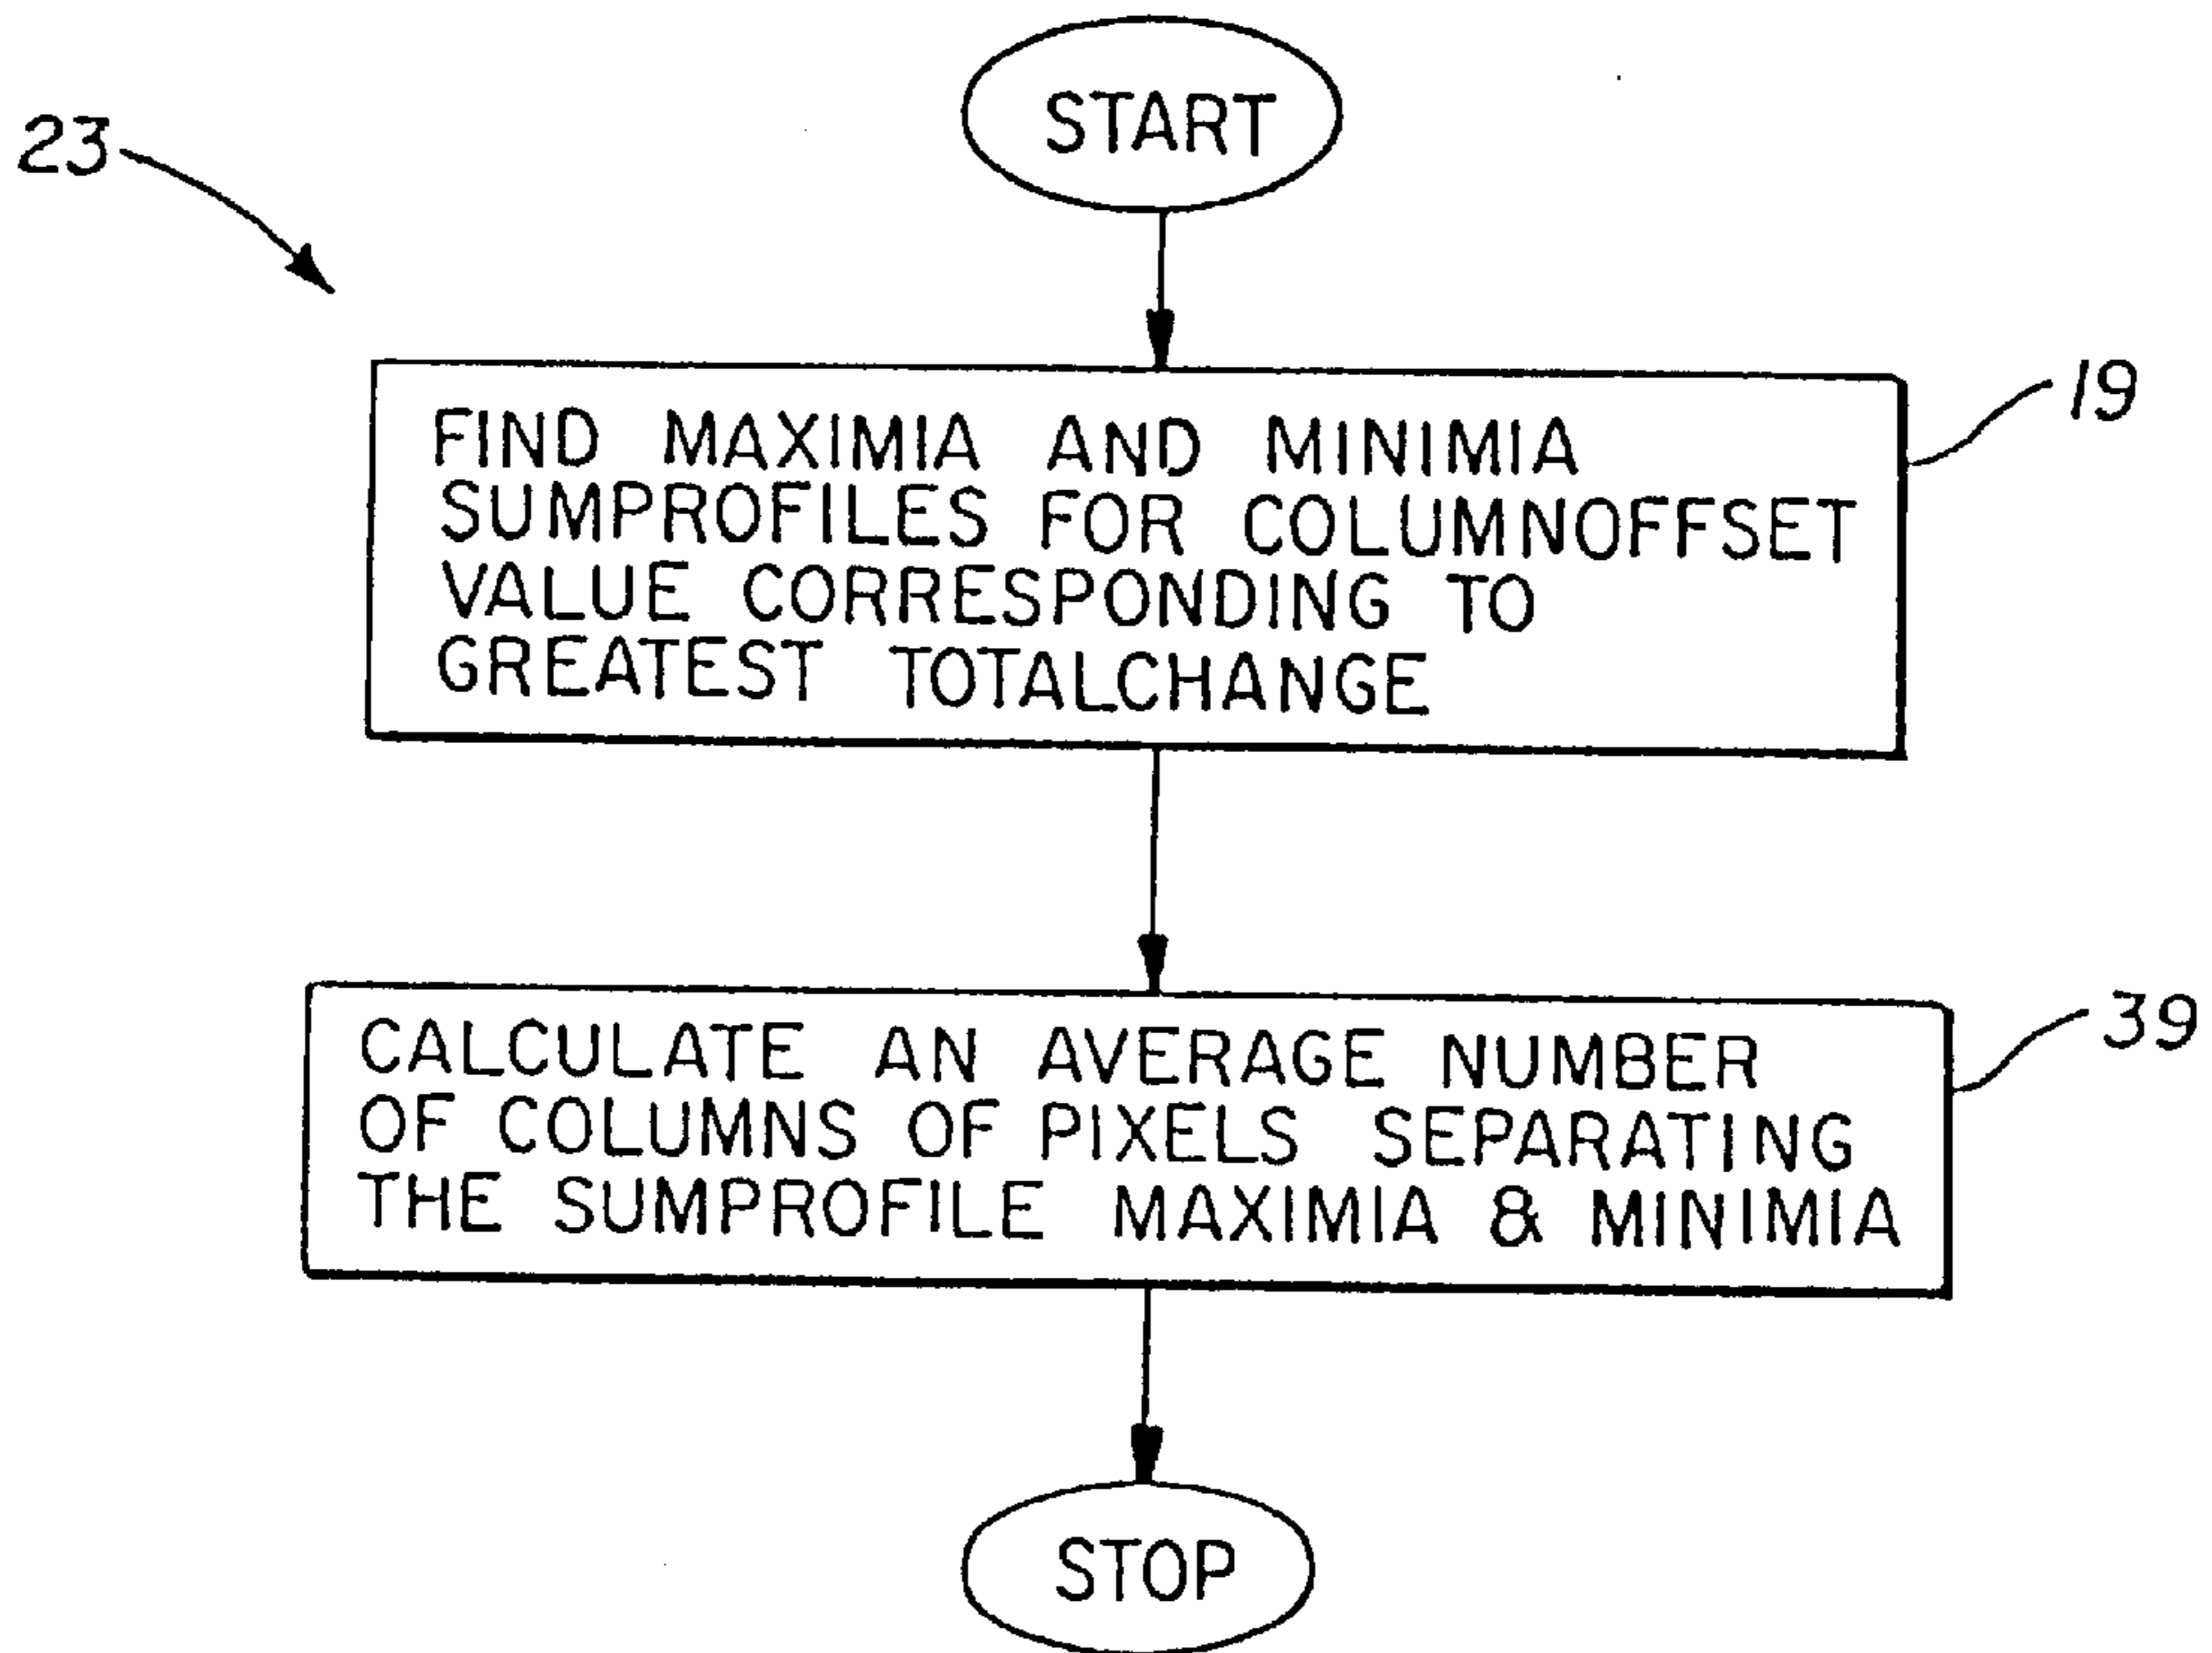 START
23
19
FIND MAXIMIA AND MINIMIA
SUMPROFILES FOR COLUMNOFFSET
VALUE CORRESPONDING TO
GREATEST TOTALCHANGE
39
CALCULATE AN AVERAGE NUMBER
OF COLUMNS OF PIXELS SEPARATING
THE SUMPROFILE MAXIMIA & MINIMIA
STOP